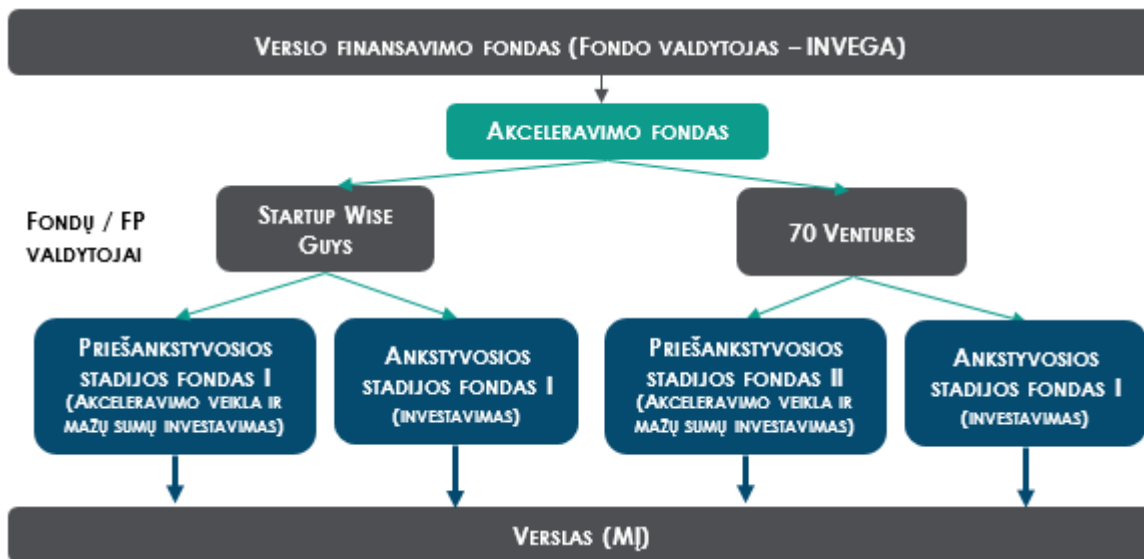 Verslo finansavimo fondas (Fondo valdytojas – INVEGA)
Akceleravimo fondas
Fondų / FP
valdytojai
Startup Wise
Guys
70 Ventures
Priešankstyvosios
stadijos fondas I
(Akceleravimo veikla ir
mažų sumų investavimas)
Ankstyvosios
stadijos fondas I
(investavimas)
Priešankstyvosios
stadijos fondas II
(Akceleravimo veikla ir
mažų sumų investavimas)
Ankstyvosios
stadijos fondas I
(investavimas)
Verslas (MĮ)